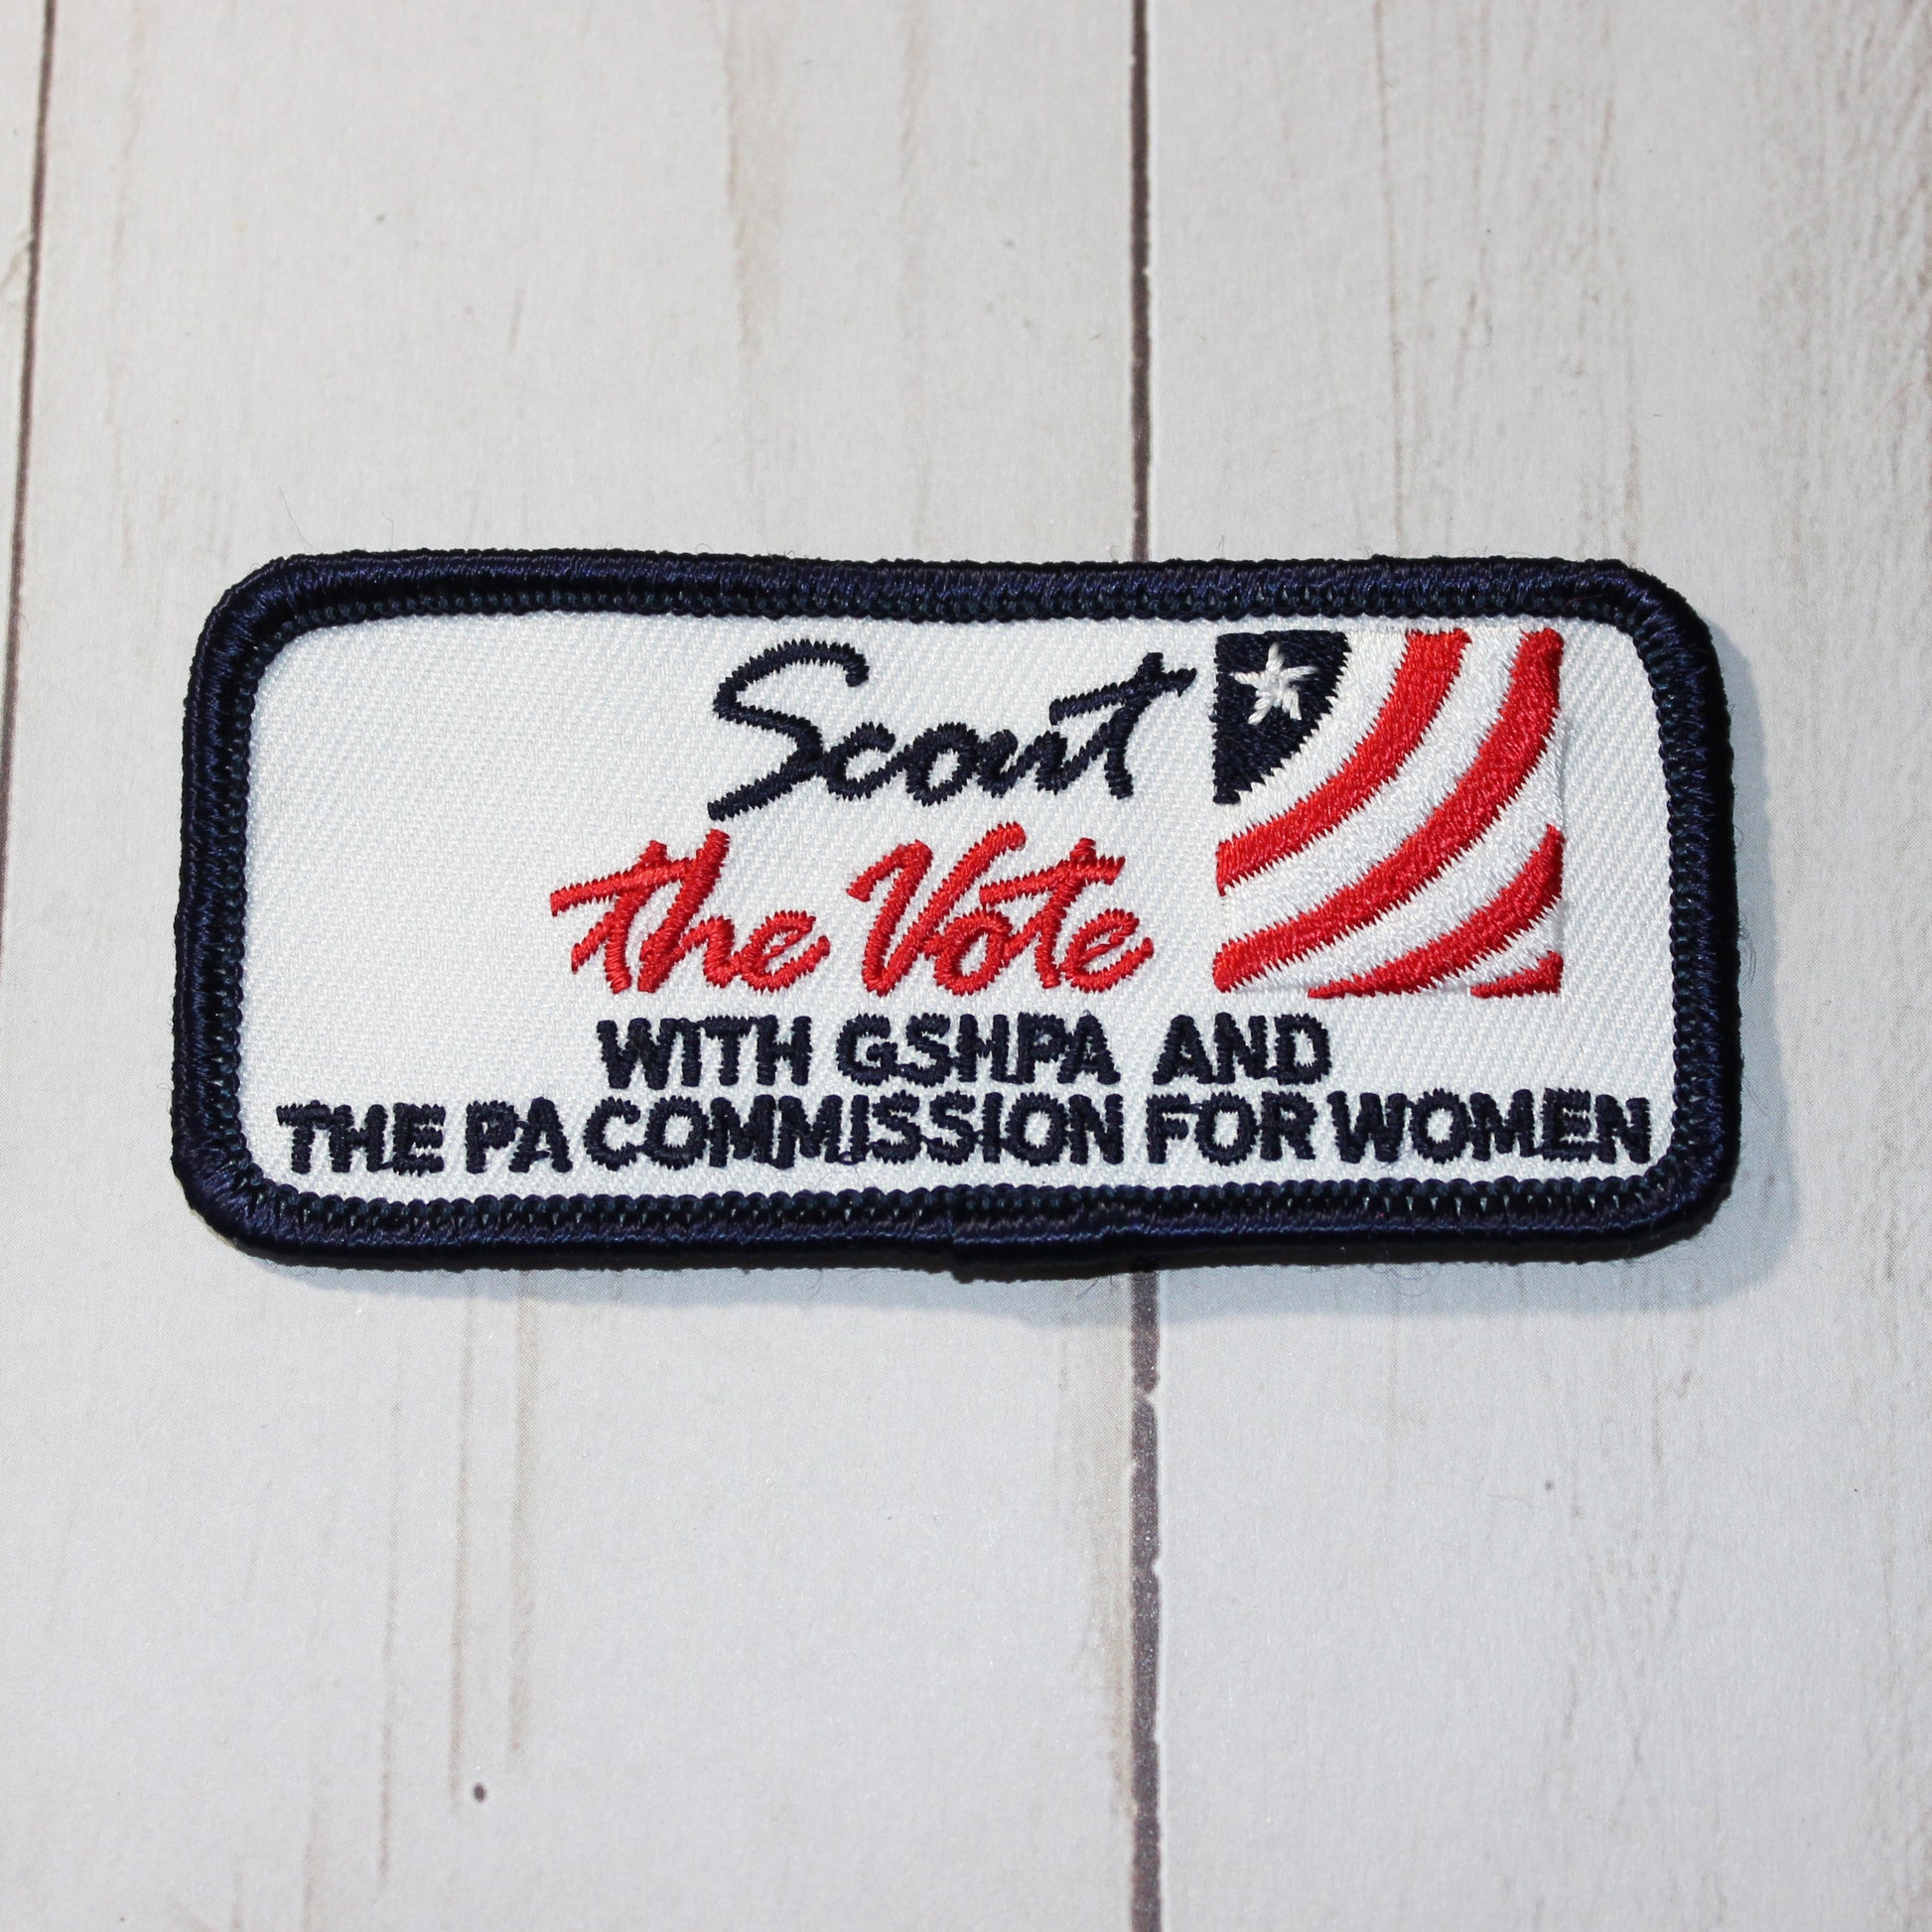 Scout
the Vote
WITH GSHPA AND
THE PA COMMISSION FOR WOMEN